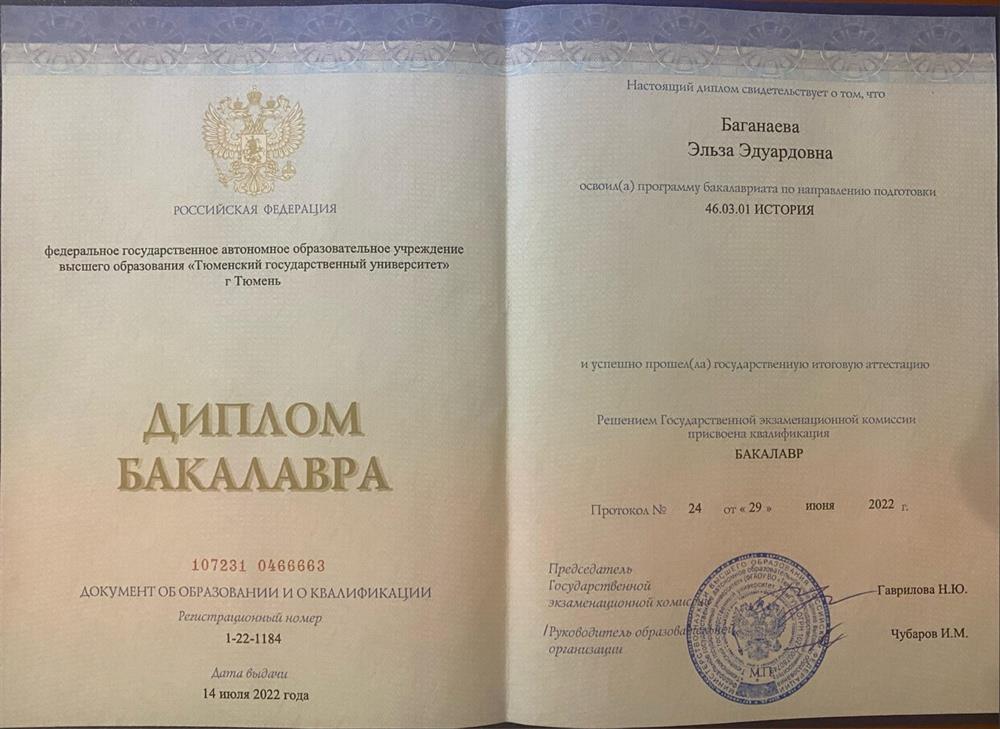 РОССИЙСКАЯ ФЕДЕРАЦИЯ
федеральное государственное автономное образовательное учреждение
высшего образования «Тюменский государственный университет»
г Тюмень
ДИПЛОМ
БАКАЛАВРА
107231 0466663
ДОКУМЕНТ ОБ ОБРАЗОВАНИИ И О КВАЛИФИКАЦИИ
Регистрационный номер
1-22-1184
Дата выдачи
14 июля 2022 года
Настоящий диплом свидетельствует о том, что
Баганаева
Эльза Эдуардовна
освоил(а) программу бакалавриата по направлению подготовки
46.03.01 ИСТОРИЯ
и успешно прошел(ла) государственную итоговую аттестацию
Решением Государственной экзаменационной комиссии
присвоена квалификация
БАКАЛАВР
Протокол № 24 от « 29 » июня 2022 г.
Председатель
Государственной
экзаменационной комиссии Гаврилова Н.Ю.
/Руководитель образовательной Чубаров И.М.
организации
М.П.